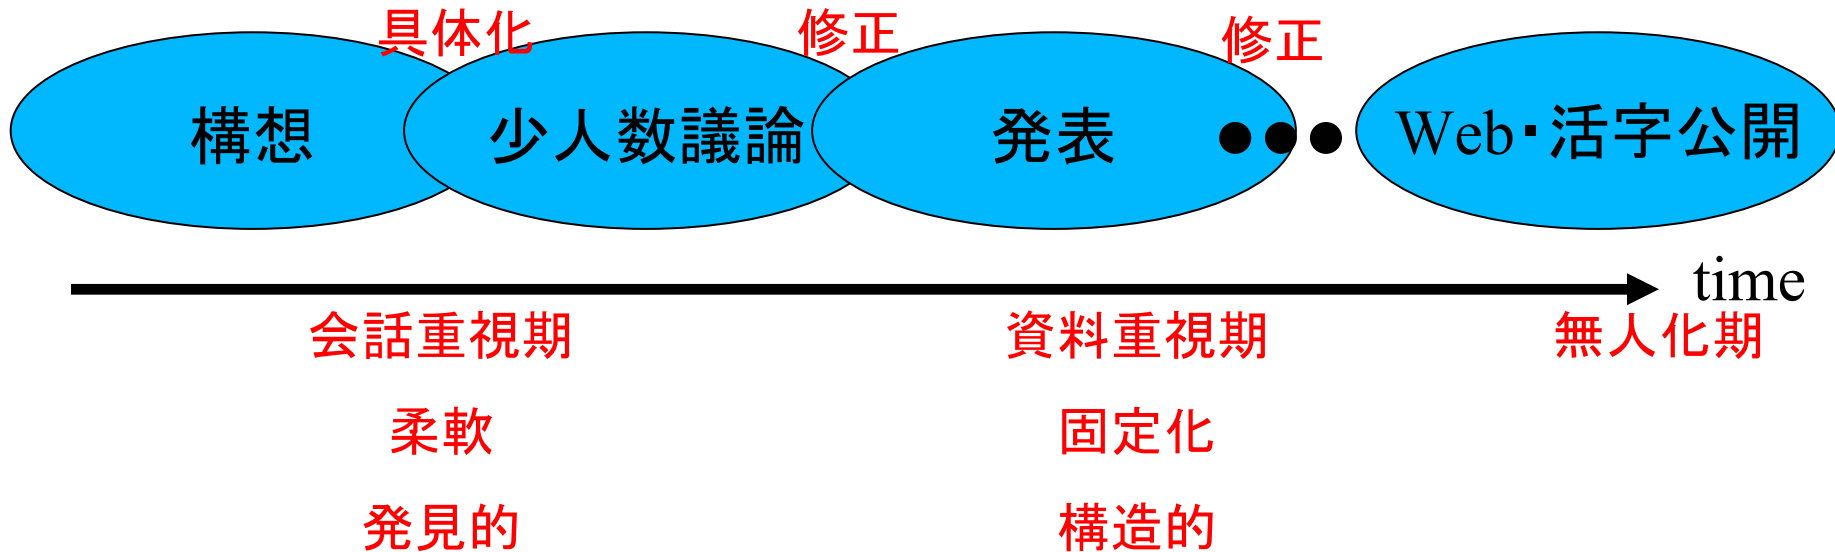 具体化 修正 修正
構想 少人数議論 発表 ●●● Web・活字公開
time
会話重視期 資料重視期 無人化期
柔軟 固定化
発見的 構造的